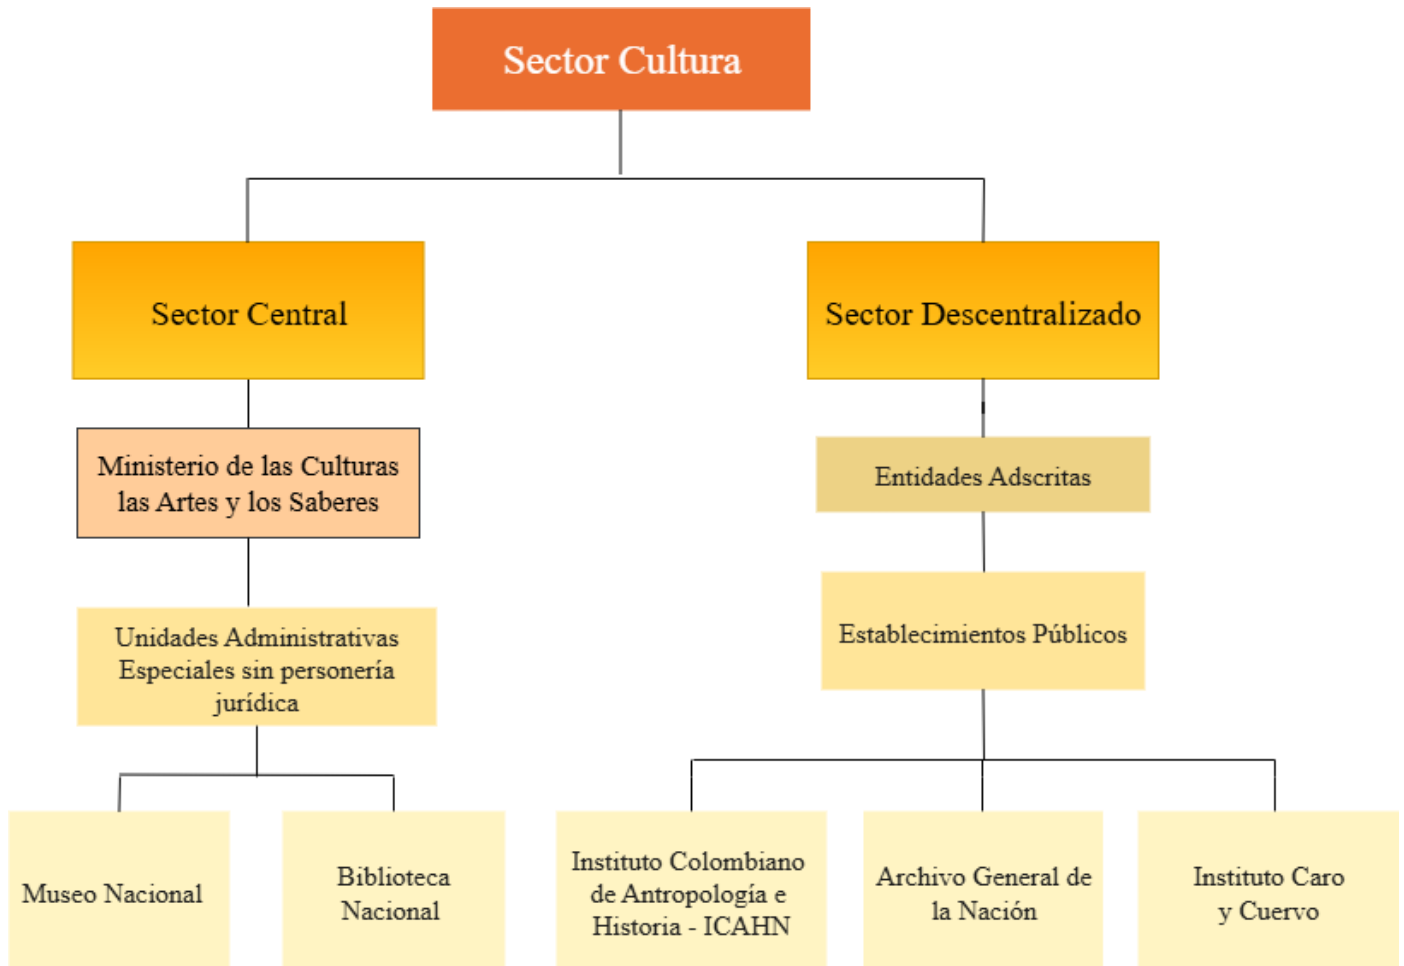 Sector Cultura
Sector Central
Sector Descentralizado
Ministerio de las Culturas
las Artes y los Saberes
Entidades Adscritas
Unidades Administrativas
Especiales sin personería
jurídica
Establecimientos Públicos
Museo Nacional
Biblioteca
Nacional
Instituto Colombiano
de Antropología e
Historia - ICAHN
Archivo General de
la Nación
Instituto Caro
y Cuervo